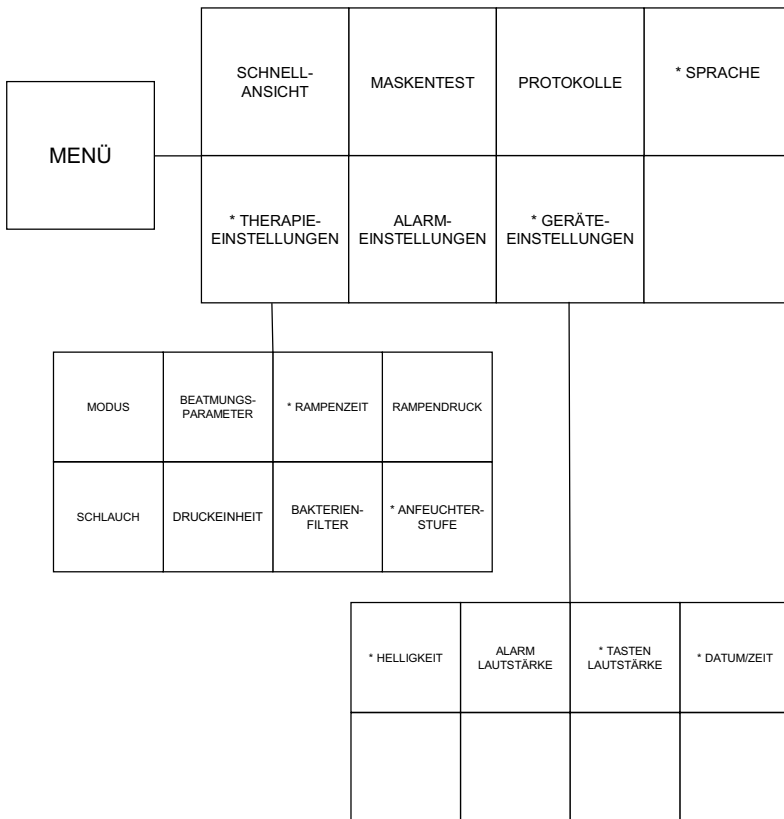 MENÜ
SCHNELL-
ANSICHT
MASKENTEST
PROTOKOLLE
* SPRACHE
* THERAPIE-
EINSTELLUNGEN
ALARM-
EINSTELLUNGEN
* GERÄTE-
EINSTELLUNGEN
MODUS
BEATMUNGS-
PARAMETER
* RAMPENZEIT
RAMPENDRUCK
SCHLAUCH
DRUCKEINHEIT
BAKTERIEN-
FILTER
* ANFEUCHTER-
STUFE
* HELLIGKEIT
ALARM
LAUTSTÄRKE
* TASTEN
LAUTSTÄRKE
* DATUM/ZEIT